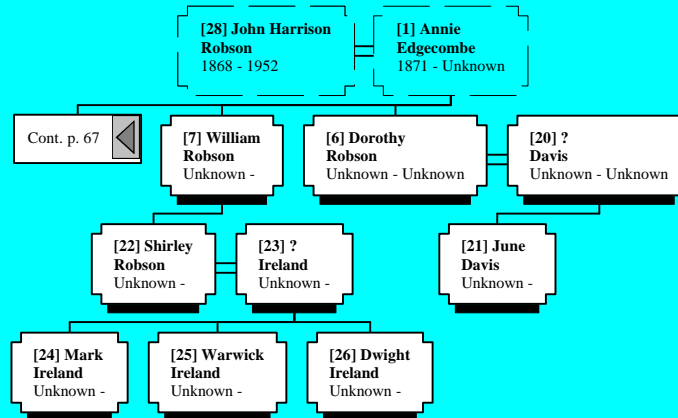 [28] John Harrison
Robson
1868 - 1952
[1] Annie
Edgecombe
1871 - Unknown
Cont. p. 67
[7] William
Robson
Unknown -
[6] Dorothy
Robson
Unknown - Unknown
[20] ?
Davis
Unknown - Unknown
[22] Shirley
Robson
Unknown -
[23] ?
Ireland
Unknown -
[21] June
Davis
Unknown -
[24] Mark
Ireland
Unknown -
[25] Warwick
Ireland
Unknown -
[26] Dwight
Ireland
Unknown -